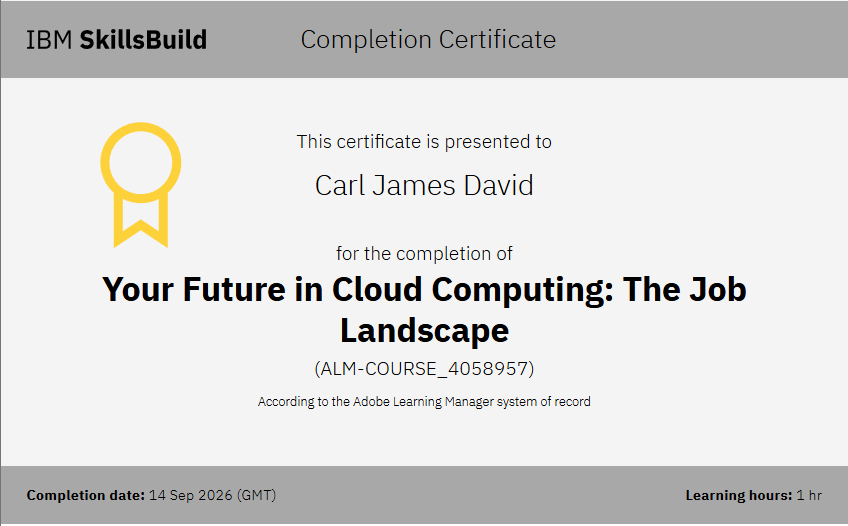 IBM SkillsBuild
Completion Certificate
This certificate is presented to
Carl James David
for the completion of
Your Future in Cloud Computing: The Job
Landscape
(ALM-COURSE_4058957)
According to the Adobe Learning Manager system of record
Completion date: 14 Sep 2026 (GMT)
Learning hours: 1 hr